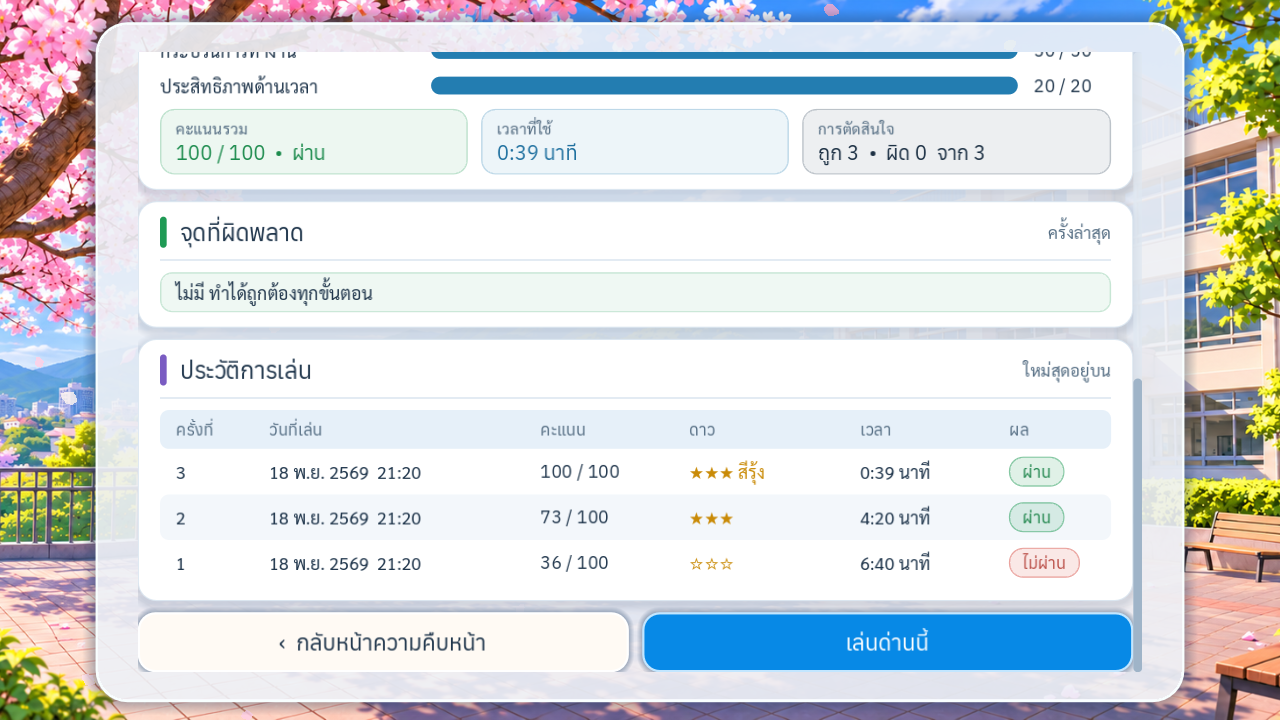 ประสิทธิภาพด้านเวลา 20 / 20
คะแนนรวม เวลาที่ใช้ การตัดสินใจ
100 / 100 • ผ่าน 0:39 นาที ถูก 3 • ผิด 0 จาก 3
จุดที่ผิดพลาด ครั้งล่าสุด
ไม่มี ทำได้ถูกต้องทุกขั้นตอน
ประวัติการเล่น ใหม่สุดอยู่บน
ครั้งที่ วันที่เล่น คะแนน ดาว เวลา ผล
3 18 พ.ย. 2569 21:20 100 / 100 ★★★ สีรุ้ง 0:39 นาที ผ่าน
2 18 พ.ย. 2569 21:20 73 / 100 ★★★ 4:20 นาที ผ่าน
1 18 พ.ย. 2569 21:20 36 / 100 ☆☆☆ 6:40 นาที ไม่ผ่าน
‹ กลับหน้าความคืบหน้า เล่นด่านนี้